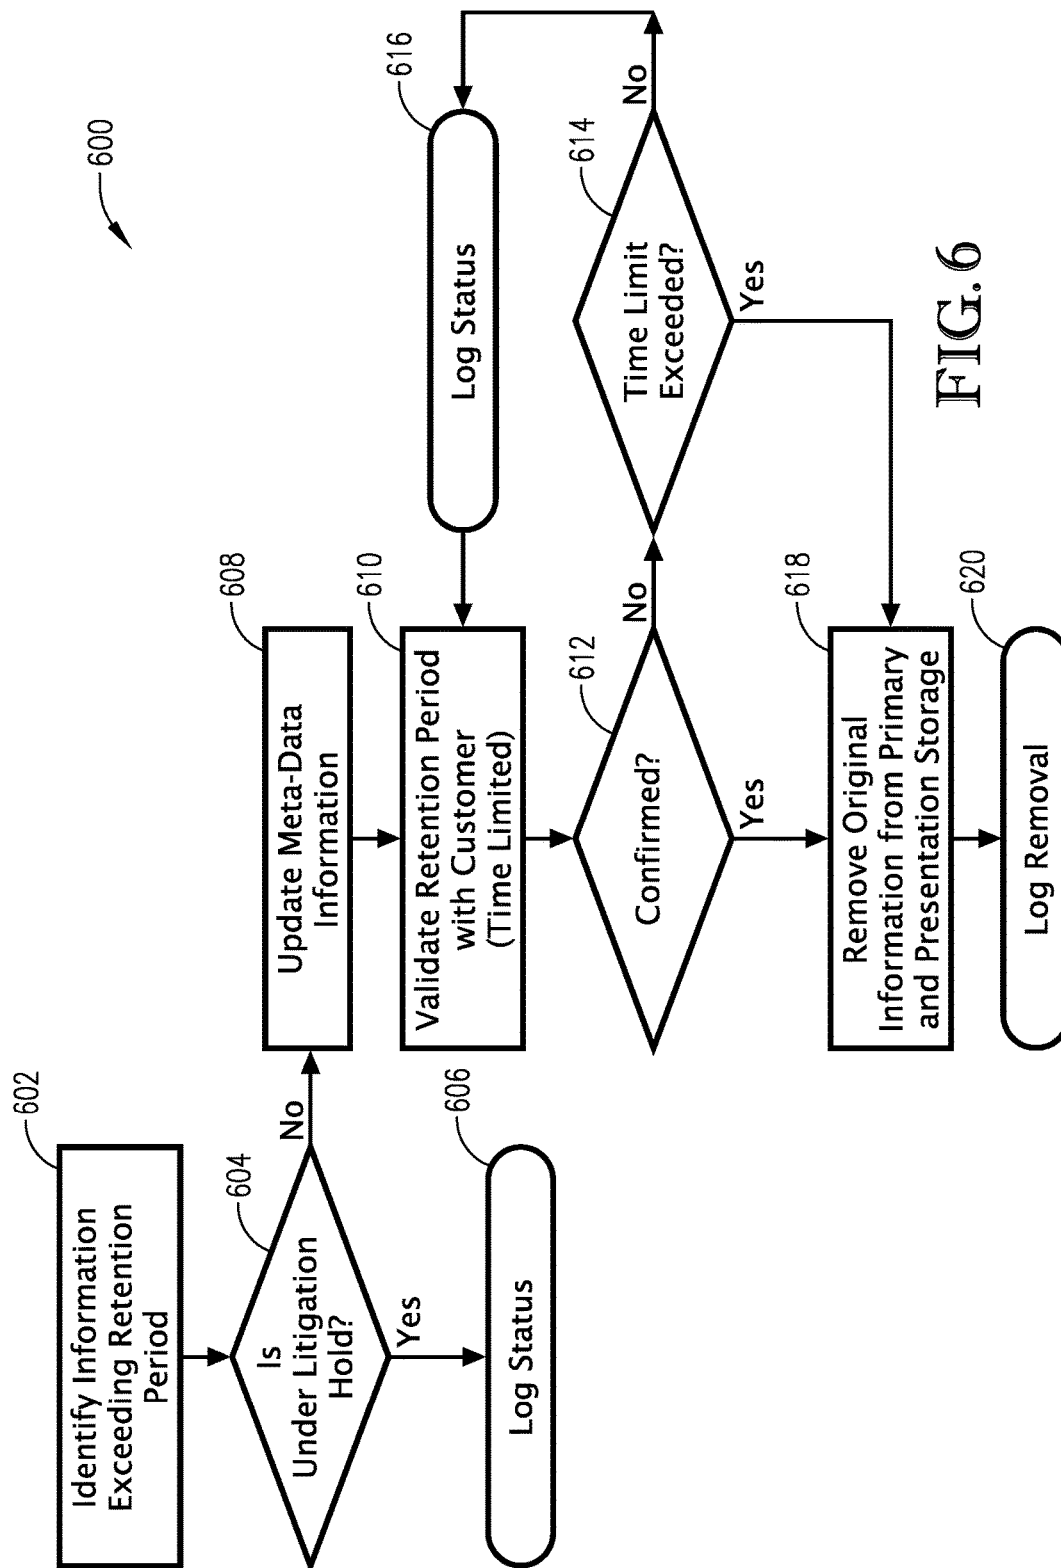 600
602
Identify Information
Exceeding Retention
Period
604
Is
Under Litigation
Hold?
No
Yes
606
Log Status
608
Update Meta-Data
Information
610
Validate Retention Period
with Customer
(Time Limited)
612
Confirmed?
No
Yes
614
Time Limit
Exceeded?
No
Yes
616
Log Status
618
Remove Original
Information from Primary
and Presentation Storage
620
Log Removal
FIG. 6